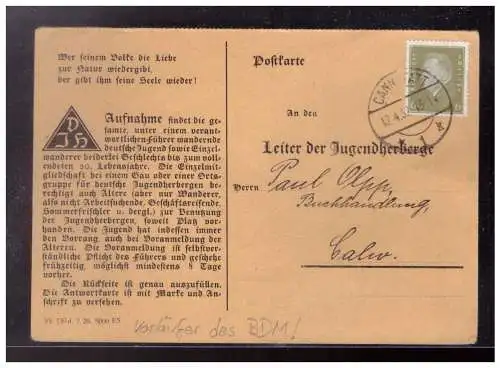 Wer seinem Volke die Liebe
zur Natur wiedergibt,
der gibt ihm seine Seele wieder!
D
J H
Aufnahme findet die ge-
samte, unter einem verant-
wortlichen Führer wandernde
deutsche Jugend sowie Einzel-
wanderer beiderlei Geschlechts bis zum voll-
endeten 20. Lebensjahre. Die Einzelmit-
gliedschaft bei einem Gau oder einer Orts-
gruppe für deutsche Jugendherbergen be-
rechtigt auch Ältere (aber nur Wanderer,
also nicht Arbeitsuchende, Geschäftsreisende,
Sommerfrischler u. dergl.) zur Benutzung
der Jugendherbergen, soweit Platz vor-
handen. Die Jugend hat indessen immer
den Vorrang, auch bei Voranmeldung der
Älteren. Die Voranmeldung ist selbstver-
ständliche Pflicht des Führers und geschehe
frühzeitig, möglichst mindestens 8 Tage
vorher.
Die Rückseite ist genau auszufüllen.
Die Antwortkarte ist mit Marke und An-
schrift zu versehen.
Postkarte
An den
Leiter der Jugendherberge
Herrn Paul Olpp,
Buchhandlung,
Calw.
Vorläufer des BDM!